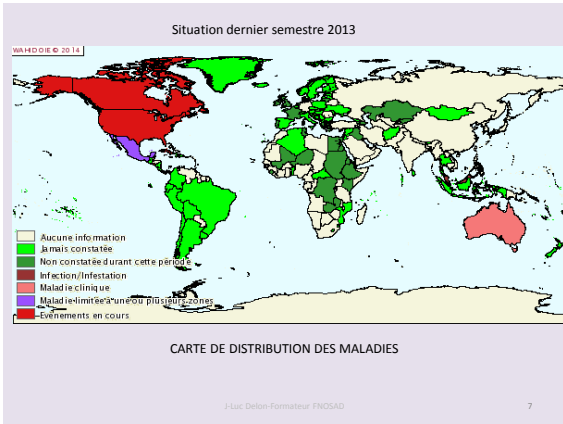 Situation dernier semestre 2013
WAHID OIE © 2014
Aucune information
Jamais constatée
Non constatée durant cette période
Infection/Infestation
Maladie clinique
Maladie limitée à une ou plusieurs zones
Evénements en cours
CARTE DE DISTRIBUTION DES MALADIES
J-Luc Delon-Formateur FNOSAD
7